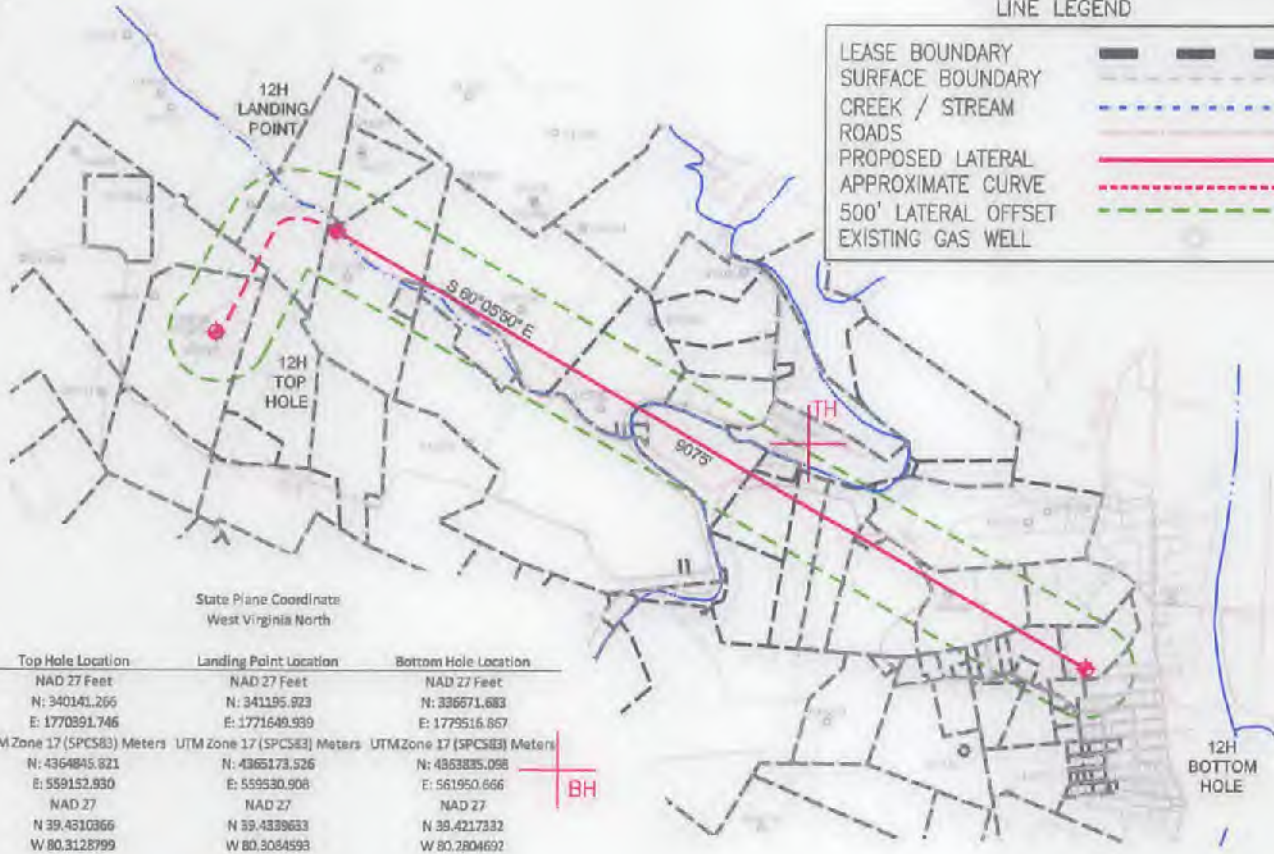 LINE LEGEND
LEASE BOUNDARY
SURFACE BOUNDARY
CREEK / STREAM
ROADS
PROPOSED LATERAL
APPROXIMATE CURVE
500' LATERAL OFFSET
EXISTING GAS WELL
12H
LANDING
POINT
S 60°05'50" E
12H
TOP
HOLE
TH
9075'
State Plane Coordinate
West Virginia North
Top Hole Location Landing Point Location Bottom Hole Location
NAD 27 Feet NAD 27 Feet NAD 27 Feet
N: 340141.266 N: 341195.923 N: 336671.683
E: 1770391.746 E: 1771649.939 E: 1779516.867
M Zone 17 (SPCS83) Meters UTM Zone 17 (SPCS83) Meters UTM Zone 17 (SPCS83) Meters
N: 4364845.821 N: 4365173.526 N: 4363835.098
E: 559152.930 E: 559530.908 E: 561950.666
NAD 27 NAD 27 NAD 27
N 39.4310366 N 39.4339633 N 39.4217332
W 80.3128799 W 80.3084593 W 80.2804692
BH
12H
BOTTOM
HOLE